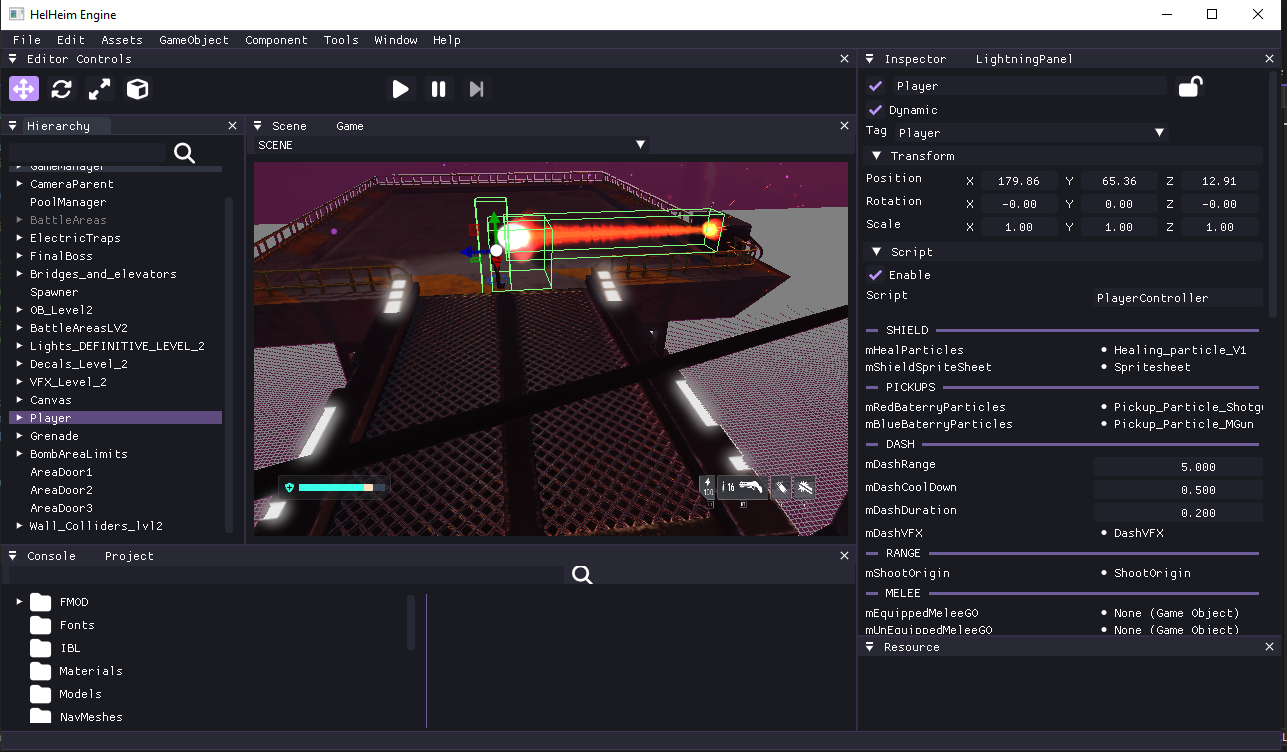 HelHeim Engine
File Edit Assets GameObject Component Tools Window Help
Editor Controls
Hierarchy
GameManager
CameraParent
PoolManager
BattleAreas
ElectricTraps
FinalBoss
Bridges_and_elevators
Spawner
OB_Level2
BattleAreasLV2
Lights_DEFINITIVE_LEVEL_2
Decals_Level_2
VFX_Level_2
Canvas
Player
Grenade
BombAreaLimits
AreaDoor1
AreaDoor2
AreaDoor3
Wall_Colliders_lvl2
Scene Game
SCENE
100
16
Console Project
FMOD
Fonts
IBL
Materials
Models
NavMeshes
Inspector LightningPanel
Player
Dynamic
Tag Player
Transform
Position X 179.86 Y 65.36 Z 12.91
Rotation X -0.00 Y 0.00 Z -0.00
Scale X 1.00 Y 1.00 Z 1.00
Script
Enable
Script PlayerController
SHIELD
mHealParticles Healing_particle_V1
mShieldSpriteSheet Spritesheet
PICKUPS
mRedBaterryParticles Pickup_Particle_Shotgu
mBlueBaterryParticles Pickup_Particle_MGun
DASH
mDashRange 5.000
mDashCoolDown 0.500
mDashDuration 0.200
mDashVFX DashVFX
RANGE
mShootOrigin ShootOrigin
MELEE
mEquippedMeleeGO None (Game Object)
mUnEquippedMeleeGO None (Game Object)
Resource